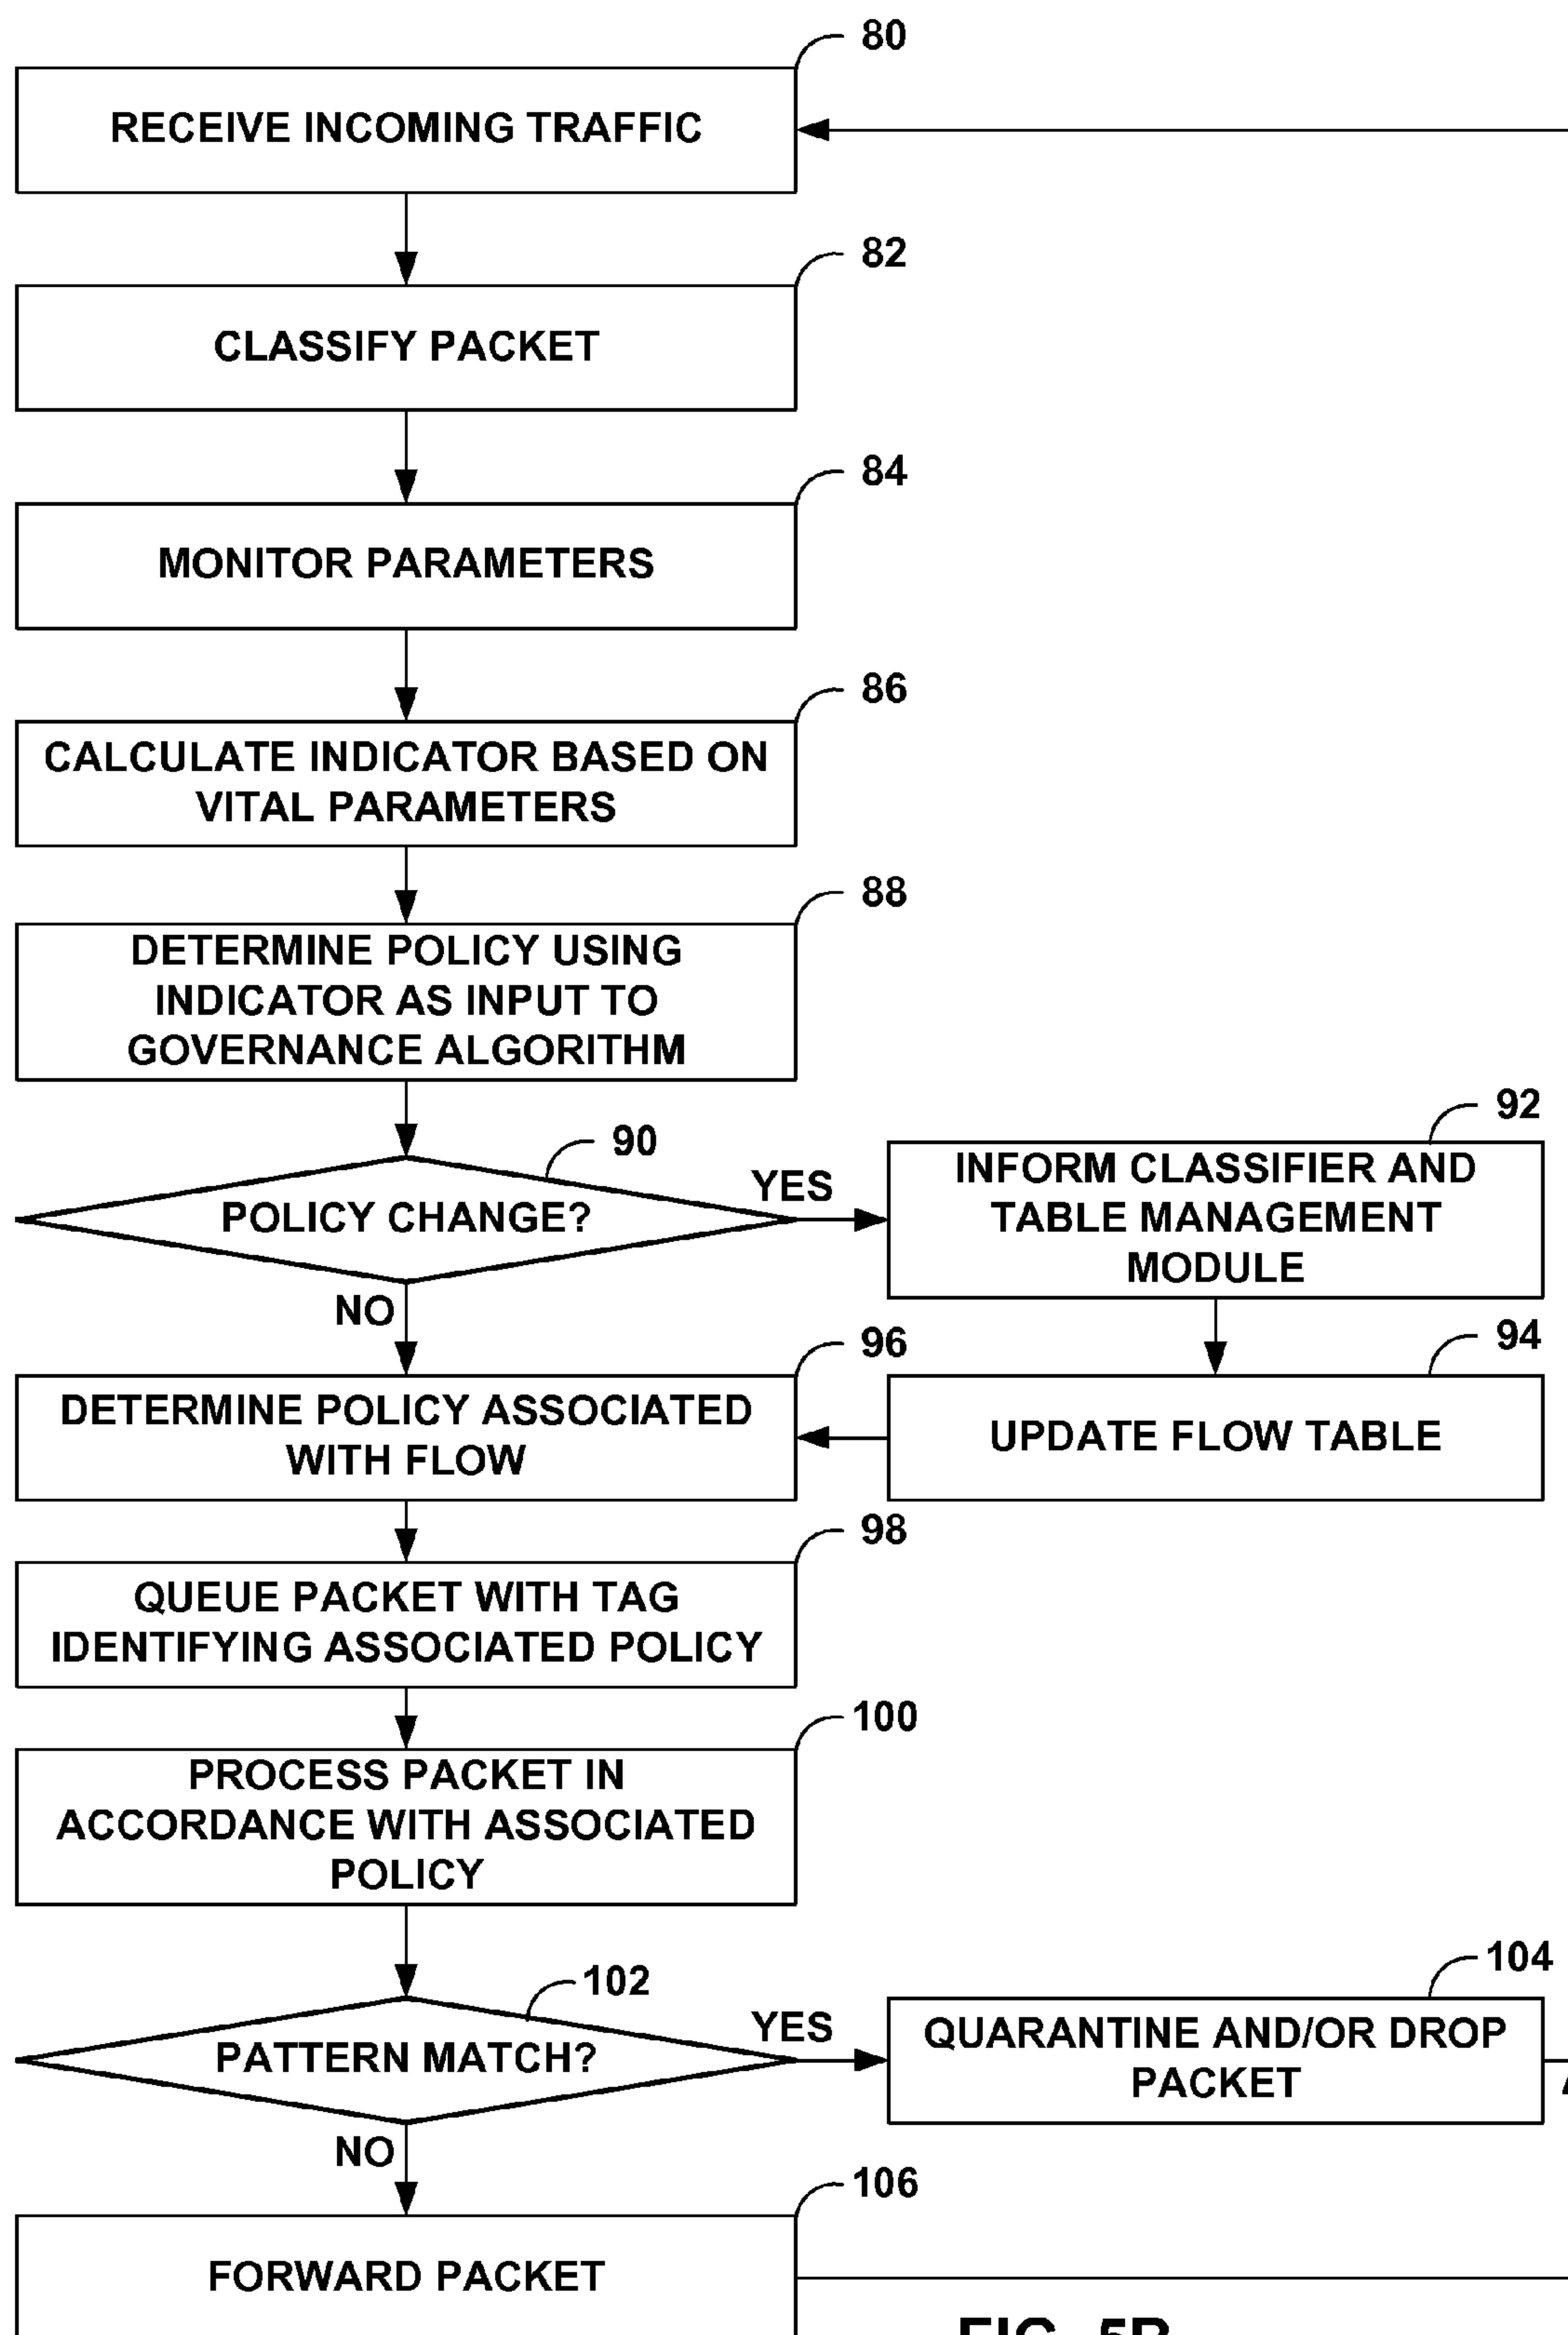 80
RECEIVE INCOMING TRAFFIC
82
CLASSIFY PACKET
84
MONITOR PARAMETERS
86
CALCULATE INDICATOR BASED ON
VITAL PARAMETERS
88
DETERMINE POLICY USING
INDICATOR AS INPUT TO
GOVERNANCE ALGORITHM
90
POLICY CHANGE?
YES
NO
92
INFORM CLASSIFIER AND
TABLE MANAGEMENT
MODULE
94
UPDATE FLOW TABLE
96
DETERMINE POLICY ASSOCIATED
WITH FLOW
98
QUEUE PACKET WITH TAG
IDENTIFYING ASSOCIATED POLICY
100
PROCESS PACKET IN
ACCORDANCE WITH ASSOCIATED
POLICY
102
PATTERN MATCH?
YES
NO
104
QUARANTINE AND/OR DROP
PACKET
106
FORWARD PACKET
FIG. 5B